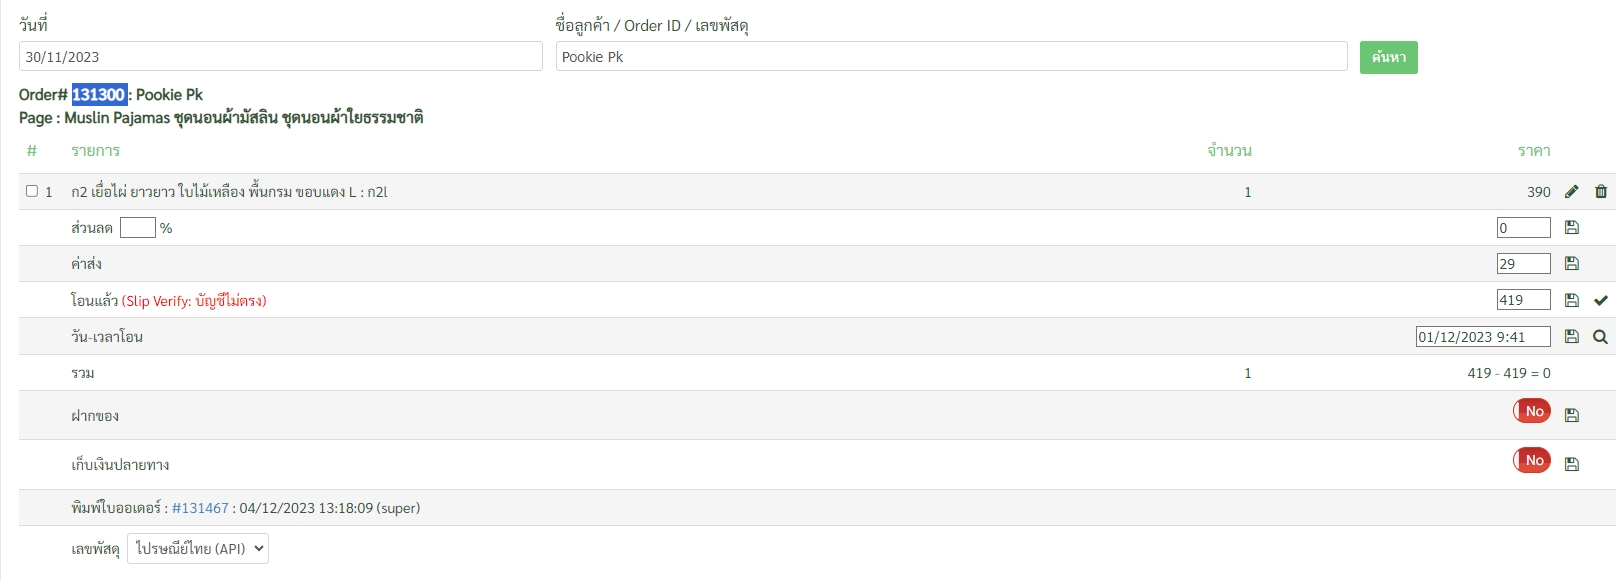 วันที่ ชื่อลูกค้า / Order ID / เลขพัสดุ
30/11/2023 Pookie Pk ค้นหา
Order# 131300 : Pookie Pk
Page : Muslin Pajamas ชุดนอนผ้ามัสลิน ชุดนอนผ้าใยธรรมชาติ
# รายการ จำนวน ราคา
1 ก2 เยื่อไผ่ ยาวยาว ใบไม้เหลือง พื้นกรม ขอบแดง L : ก2l 1 390
ส่วนลด % 0
ค่าส่ง 29
โอนแล้ว (Slip Verify: บัญชีไม่ตรง) 419
วัน-เวลาโอน 01/12/2023 9:41
รวม 1 419 - 419 = 0
ฝากของ No
เก็บเงินปลายทาง No
พิมพ์ใบออเดอร์ : #131467 : 04/12/2023 13:18:09 (super)
เลขพัสดุ ไปรษณีย์ไทย (API)